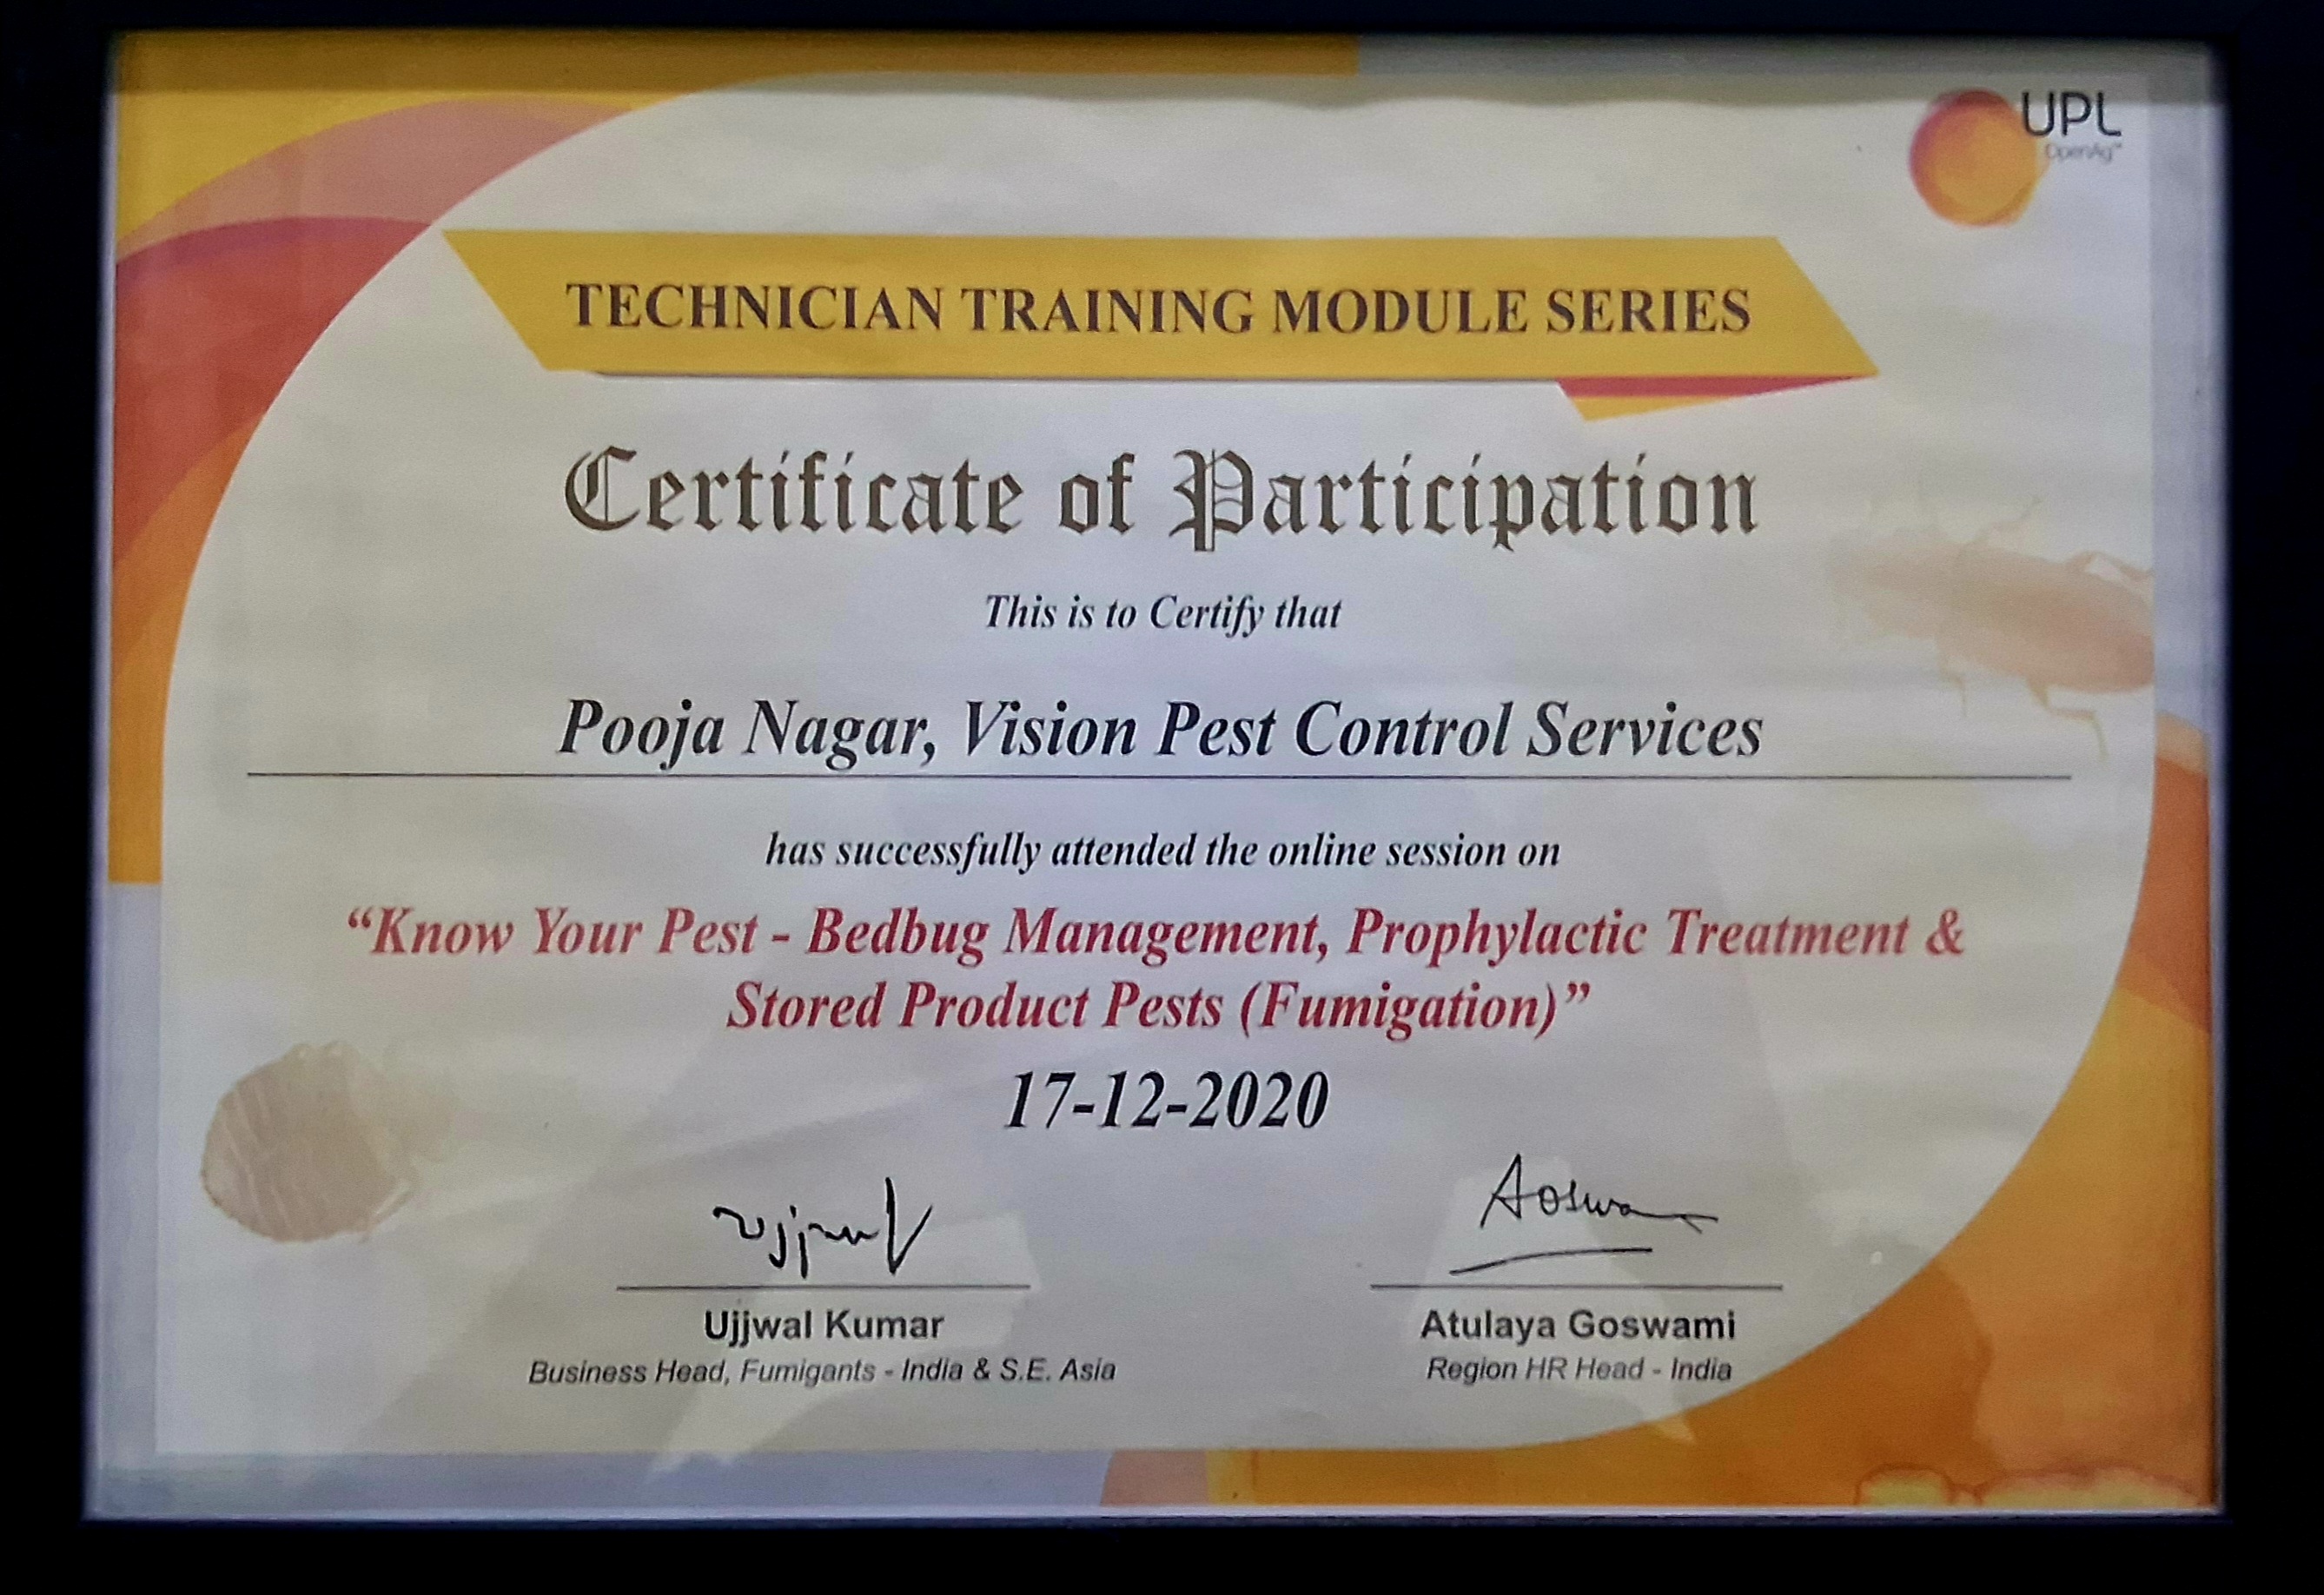 UPL
OpenAg™
TECHNICIAN TRAINING MODULE SERIES
Certificate of Participation
This is to Certify that
Pooja Nagar, Vision Pest Control Services
has successfully attended the online session on
“Know Your Pest - Bedbug Management, Prophylactic Treatment &
Stored Product Pests (Fumigation)”
17-12-2020
Ujjwal Kumar
Business Head, Fumigants - India & S.E. Asia
Atulaya Goswami
Region HR Head - India